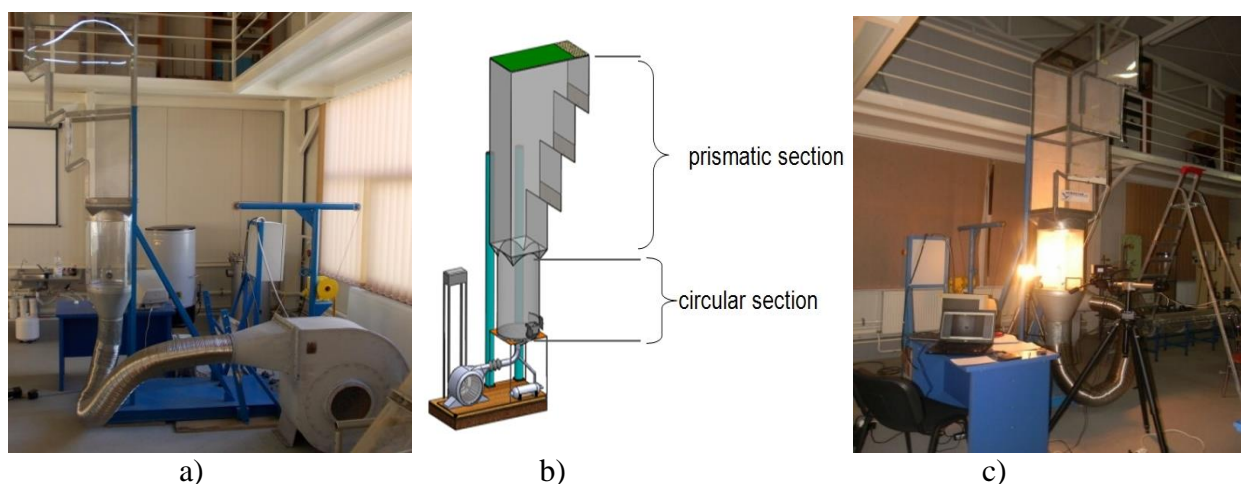 prismatic section
circular section
a)
b)
c)